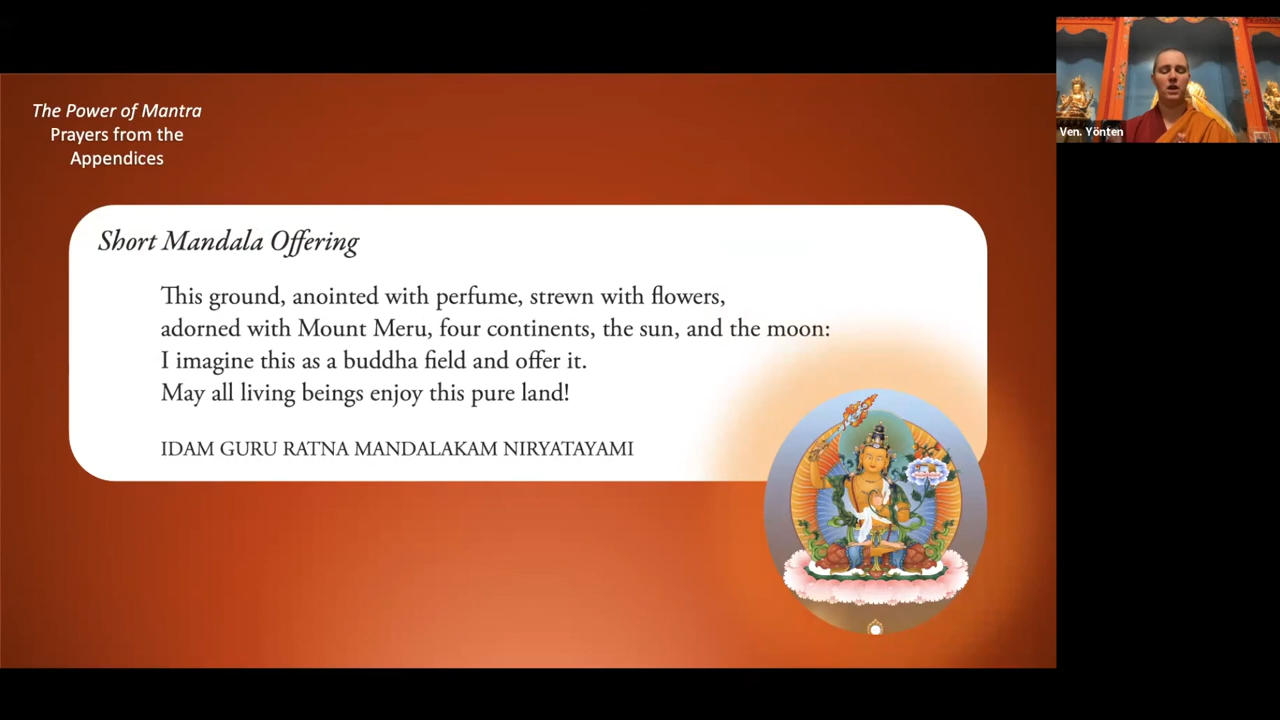 The Power of Mantra
Prayers from the
Appendices
Short Mandala Offering
This ground, anointed with perfume, strewn with flowers,
adorned with Mount Meru, four continents, the sun, and the moon:
I imagine this as a buddha field and offer it.
May all living beings enjoy this pure land!
IDAM GURU RATNA MANDALAKAM NIRYATAYAMI
Ven. Yönten